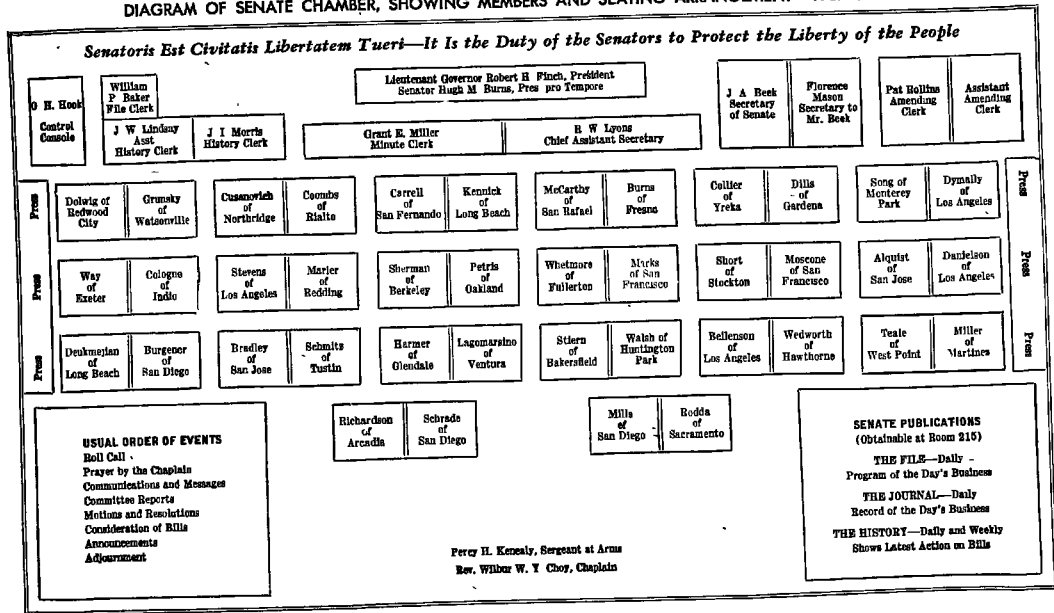 DIAGRAM OF SENATE CHAMBER, SHOWING MEMBERS AND SEATING ARRANGEMENT
Senatoris Est Civitatis Libertatem Tueri—It Is the Duty of the Senators to Protect the Liberty of the People
O H. Hook
Control
Console
William
P Baker
File Clerk
J W Lindsay
Asst
History Clerk
J I Morris
History Clerk
Lieutenant Governor Robert H Finch, President
Senator Hugh M Burns, Pres pro Tempore
Grant E. Miller
Minute Clerk
R W Lyons
Chief Assistant Secretary
J A Beek
Secretary
of Senate
Florence
Mason
Secretary to
Mr. Beek
Pat Rollins
Amending
Clerk
Assistant
Amending
Clerk
Press
Dolwig of
Redwood
City
Grunsky
of
Watsonville
Cusanovich
of
Northridge
Coombs
of
Rialto
Carrell
of
San Fernando
Kennick
of
Long Beach
McCarthy
of
San Rafael
Burns
of
Fresno
Collier
of
Yreka
Dills
of
Gardena
Song of
Monterey
Park
Dymally
of
Los Angeles
Press
Press
Way
of
Exeter
Cologne
of
Indio
Stevens
of
Los Angeles
Marler
of
Redding
Sherman
of
Berkeley
Petris
of
Oakland
Whetmore
of
Fullerton
Marks
of San
Francisco
Short
of
Stockton
Moscone
of San
Francisco
Alquist
of
San Jose
Danielson
of
Los Angeles
Press
Press
Deukmejian
of
Long Beach
Burgener
of
San Diego
Bradley
of
San Jose
Schmitz
of
Tustin
Harmer
of
Glendale
Lagomarsino
of
Ventura
Stiern
of
Bakersfield
Walsh of
Huntington
Park
Beilenson
of
Los Angeles
Wedworth
of
Hawthorne
Teale
of
West Point
Miller
of
Martinez
Press
Richardson
of
Arcadia
Schrade
of
San Diego
Mills
of
San Diego
Rodda
of
Sacramento
USUAL ORDER OF EVENTS
Roll Call
Prayer by the Chaplain
Communications and Messages
Committee Reports
Motions and Resolutions
Consideration of Bills
Announcements
Adjournment
Percy H. Kenealy, Sergeant at Arms
Rev. Wilbur W. Y Choy, Chaplain
SENATE PUBLICATIONS
(Obtainable at Room 215)
THE FILE—Daily
Program of the Day's Business
THE JOURNAL—Daily
Record of the Day's Business
THE HISTORY—Daily and Weekly
Shows Latest Action on Bills